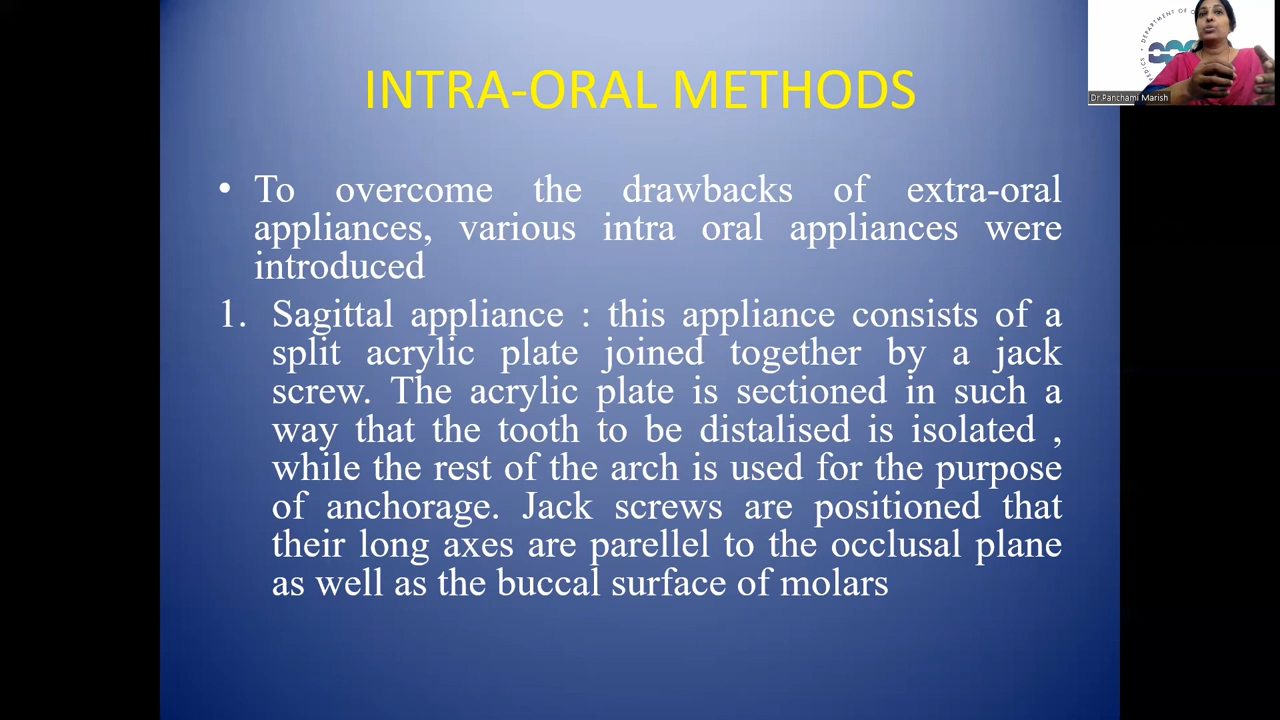 INTRA-ORAL METHODS
• To overcome the drawbacks of extra-oral
appliances, various intra oral appliances were
introduced
1. Sagittal appliance : this appliance consists of a
split acrylic plate joined together by a jack
screw. The acrylic plate is sectioned in such a
way that the tooth to be distalised is isolated ,
while the rest of the arch is used for the purpose
of anchorage. Jack screws are positioned that
their long axes are parellel to the occlusal plane
as well as the buccal surface of molars
DEPARTMENT OF
Dr Panchami Marish